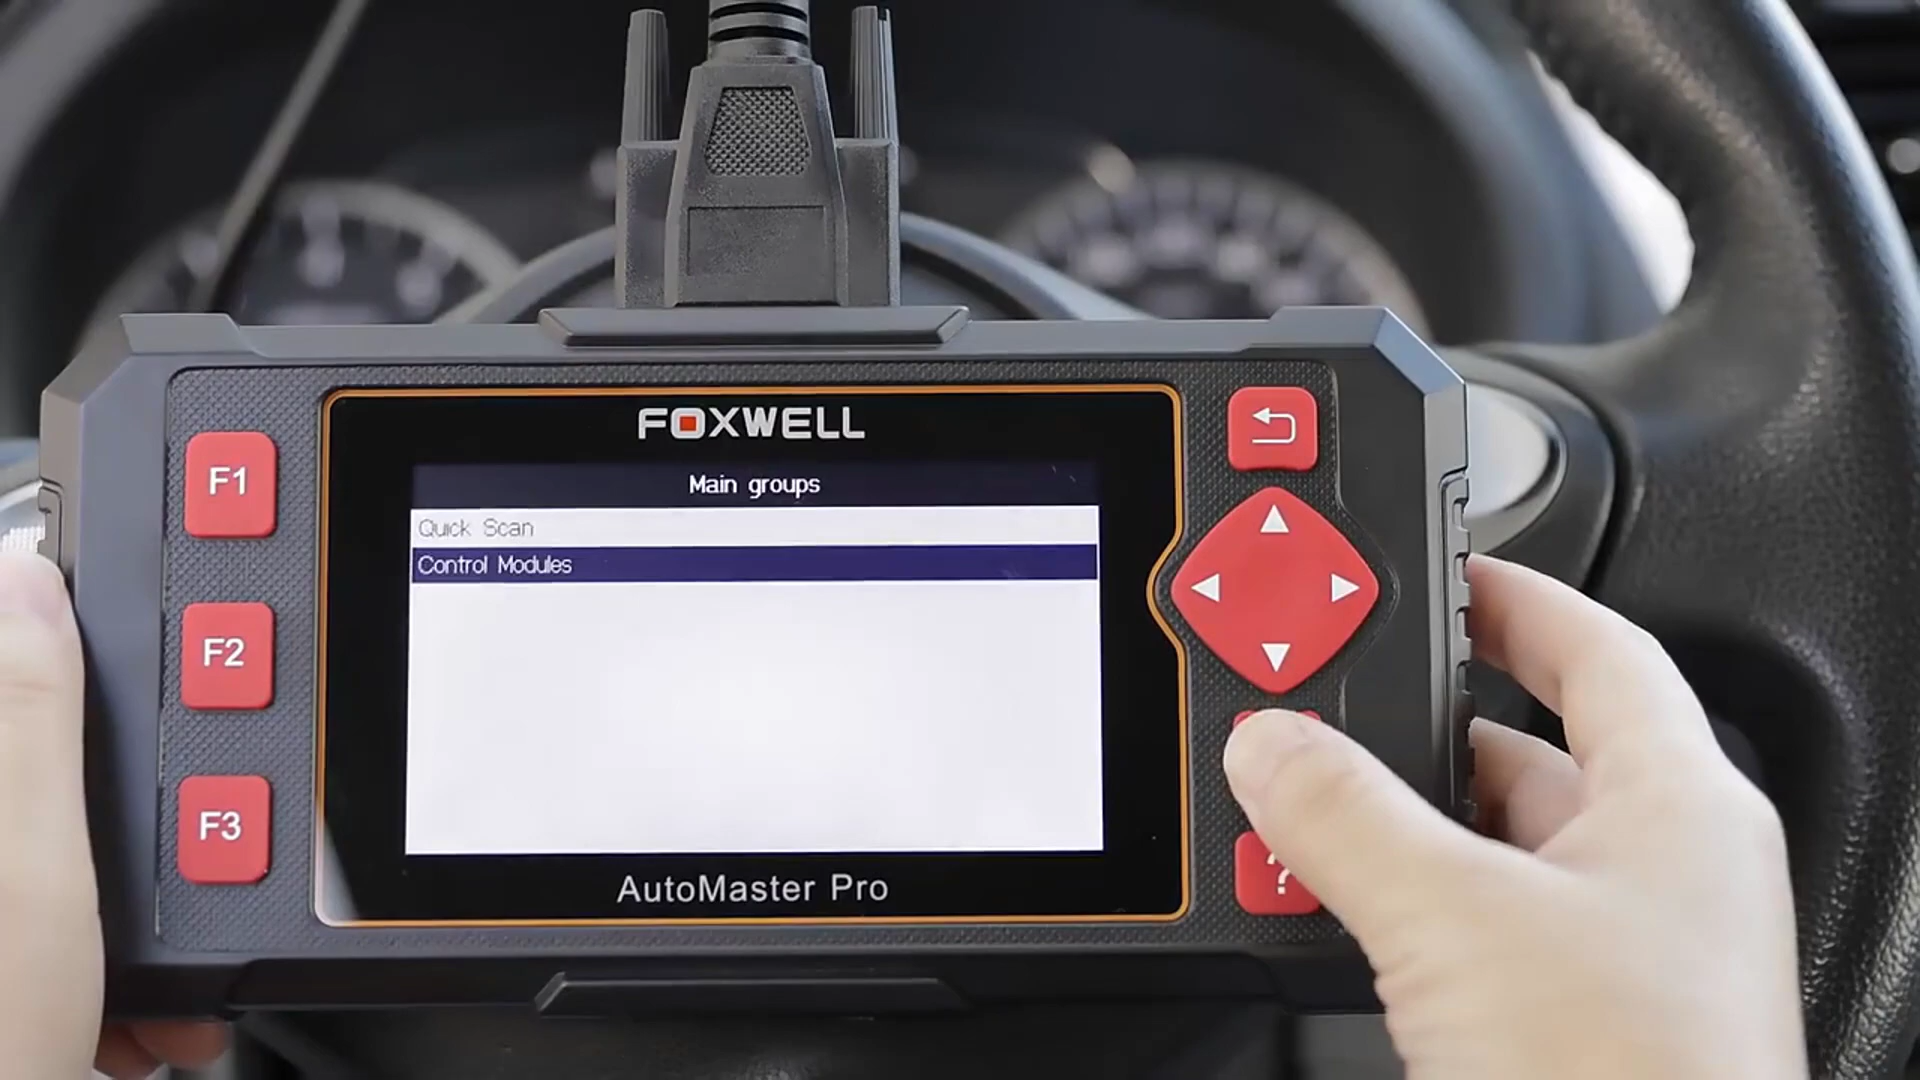 FOXWELL
Main groups
Quick Scan
Control Modules
AutoMaster Pro
F1
F2
F3
?